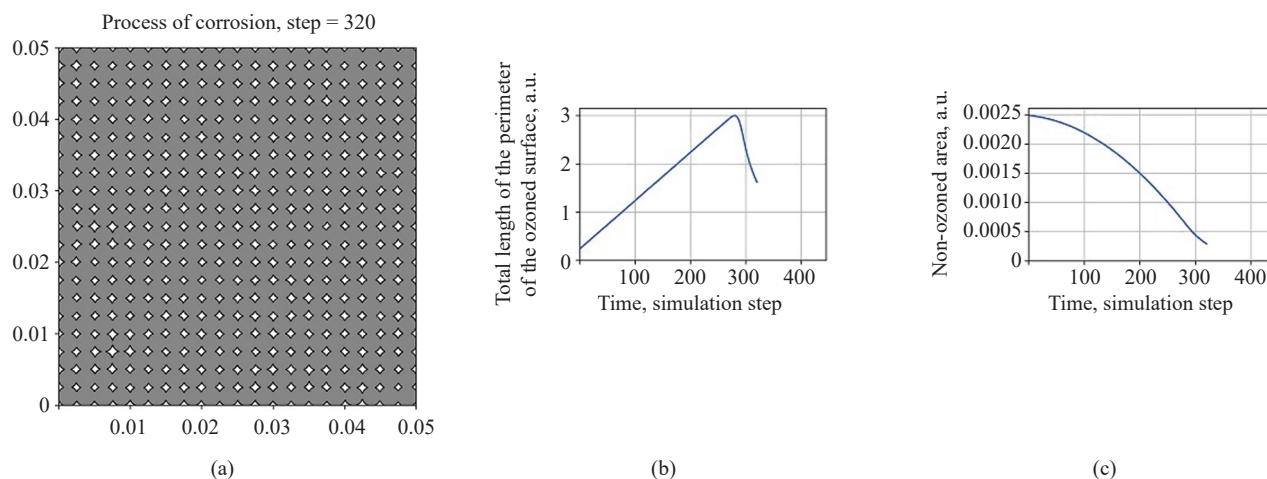 Process of corrosion, step = 320
0.05
0.04
0.03
0.02
0.01
0
0.01 0.02 0.03 0.04 0.05
(a)
Total length of the perimeter
of the ozoned surface, a.u.
3
2
1
0
100 200 300 400
Time, simulation step
(b)
Non-ozoned area, a.u.
0.0025
0.0020
0.0015
0.0010
0.0005
0
100 200 300 400
Time, simulation step
(c)